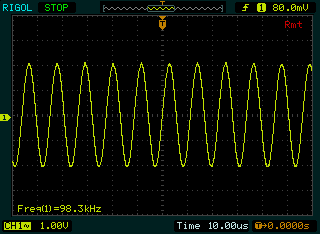 RIGOL STOP T 1 80.0mV
T Rmt
1
Freq(1)=98.3kHz
CH1 1.00V Time 10.00us T→0.0000s